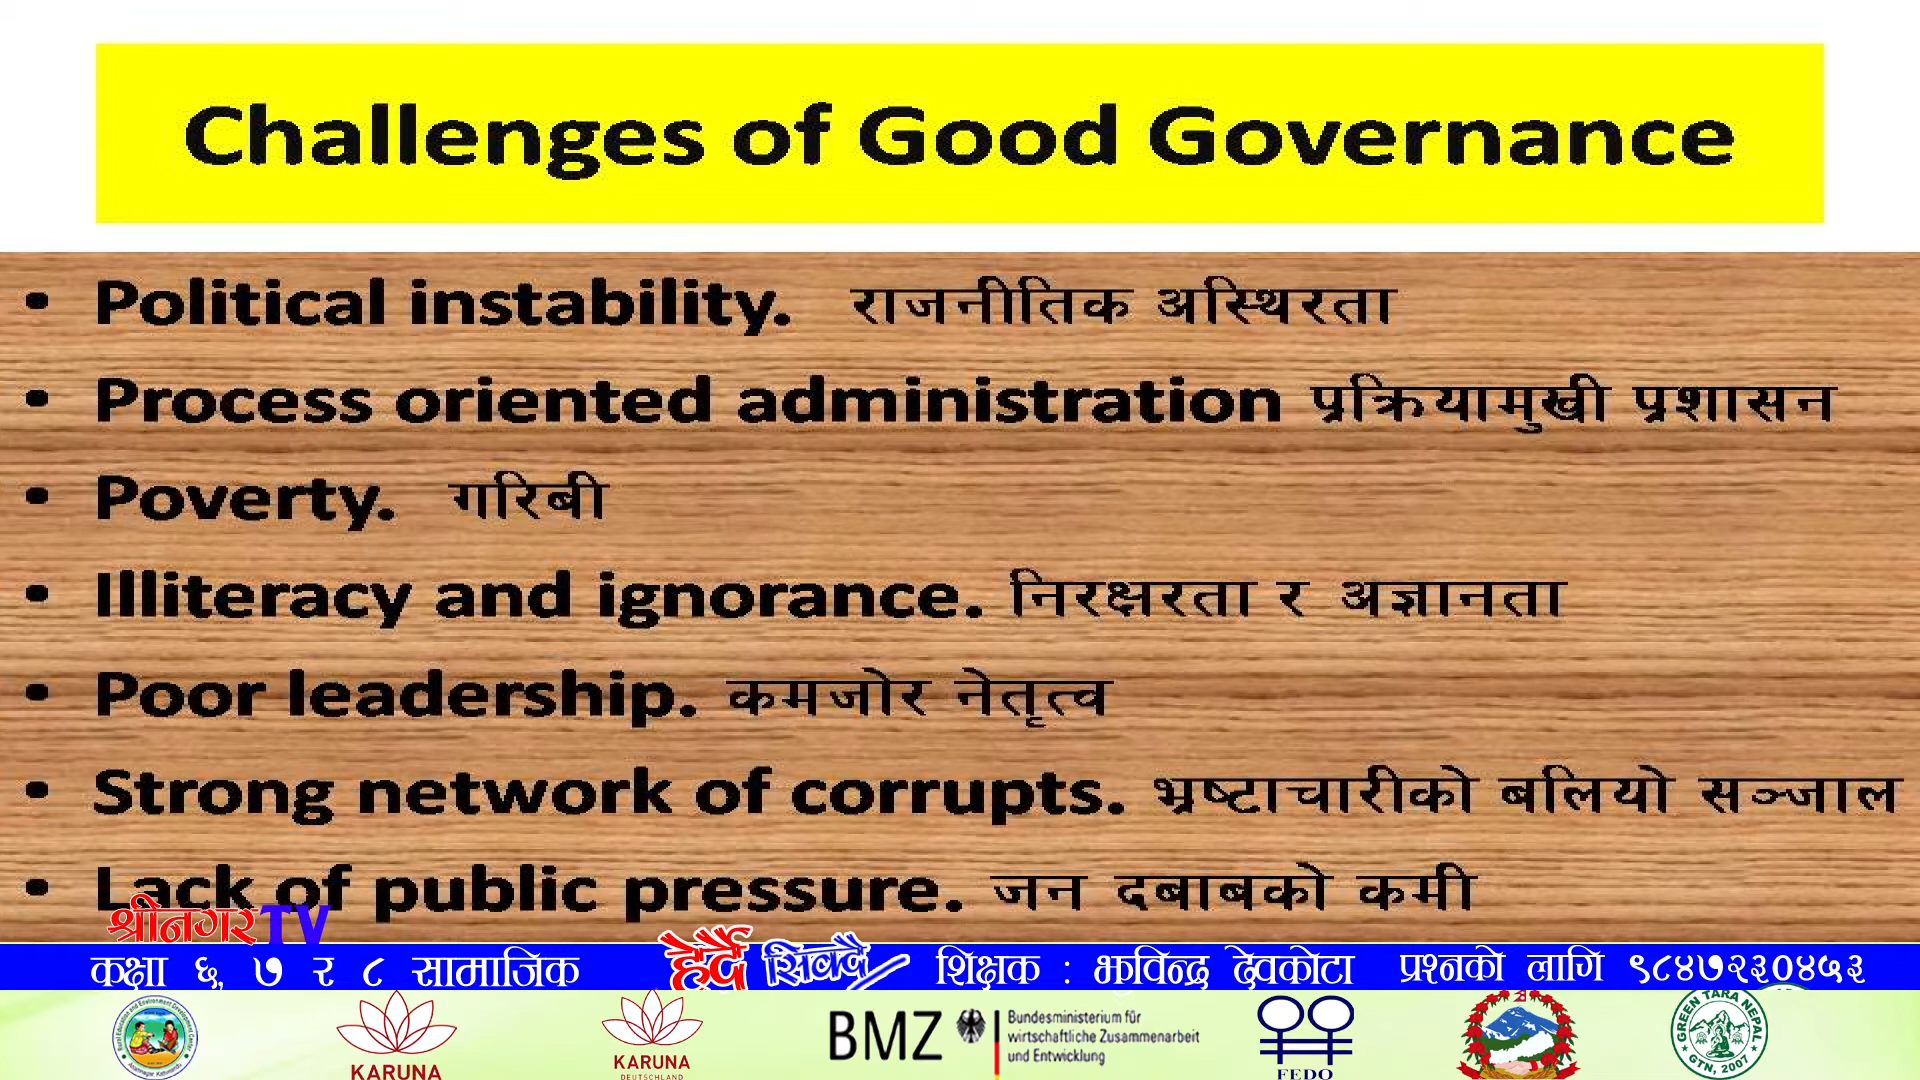 Challenges of Good Governance
• Political instability. राजनीतिक अस्थिरता
• Process oriented administration प्रक्रियामुखी प्रशासन
• Poverty. गरिबी
• Illiteracy and ignorance. निरक्षरता र अज्ञानता
• Poor leadership. कमजोर नेतृत्व
• Strong network of corrupts. भ्रष्टाचारीको बलियो सञ्जाल
• Lack of public pressure. जन दबाबको कमी
श्रीनगर TV
कक्षा ६, ७ र ८ सामाजिक हेर्दै सिक्दै शिक्षक : झविन्द्र देवकोटा प्रश्नको लागि ९८४७२३०४५३
KARUNA
KARUNA
DEUTSCHLAND
BMZ
Bundesministerium für
wirtschaftliche Zusammenarbeit
und Entwicklung
FEDO
GREEN TARA NEPAL
GTN, 2007